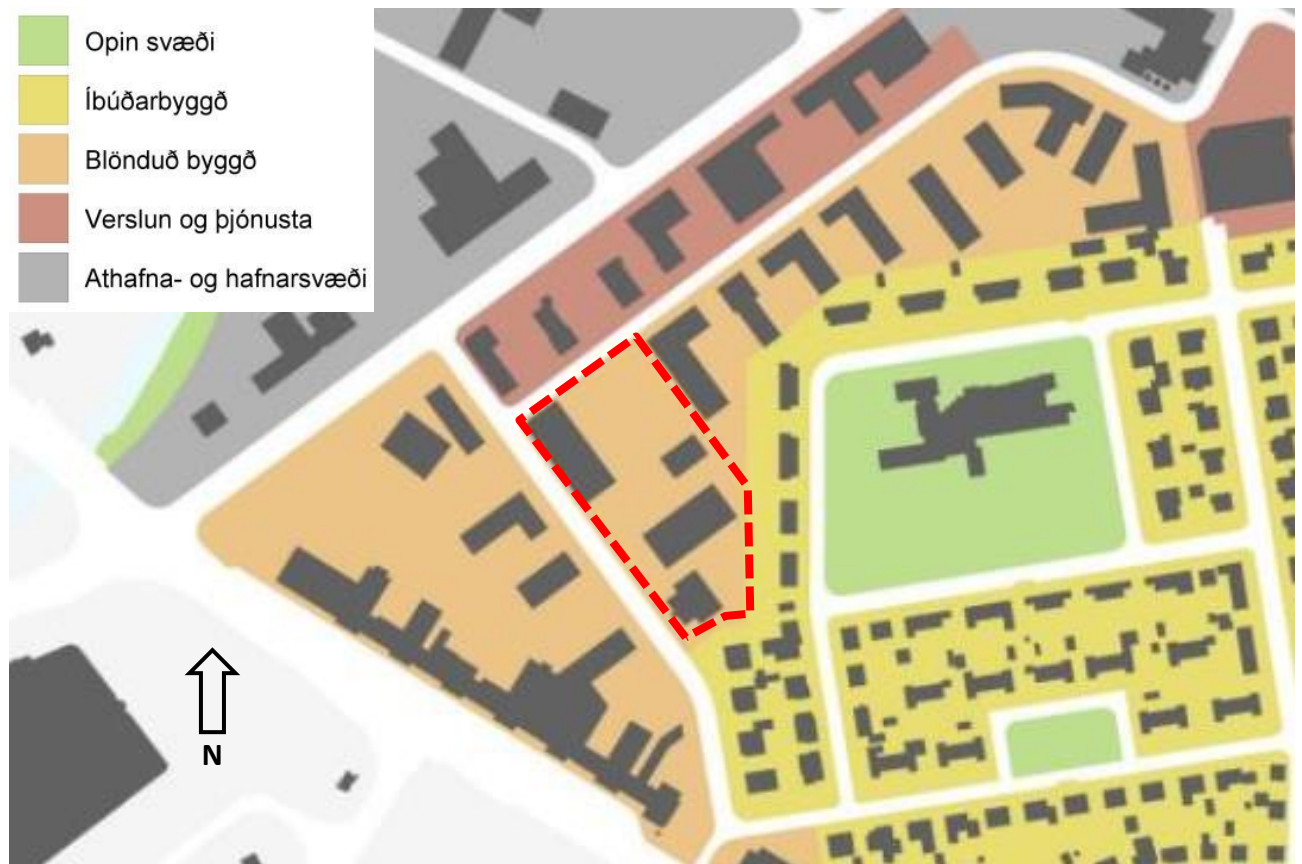 Opin svæði
Íbúðarbyggð
Blönduð byggð
Verslun og þjónusta
Athafna- og hafnarsvæði
N